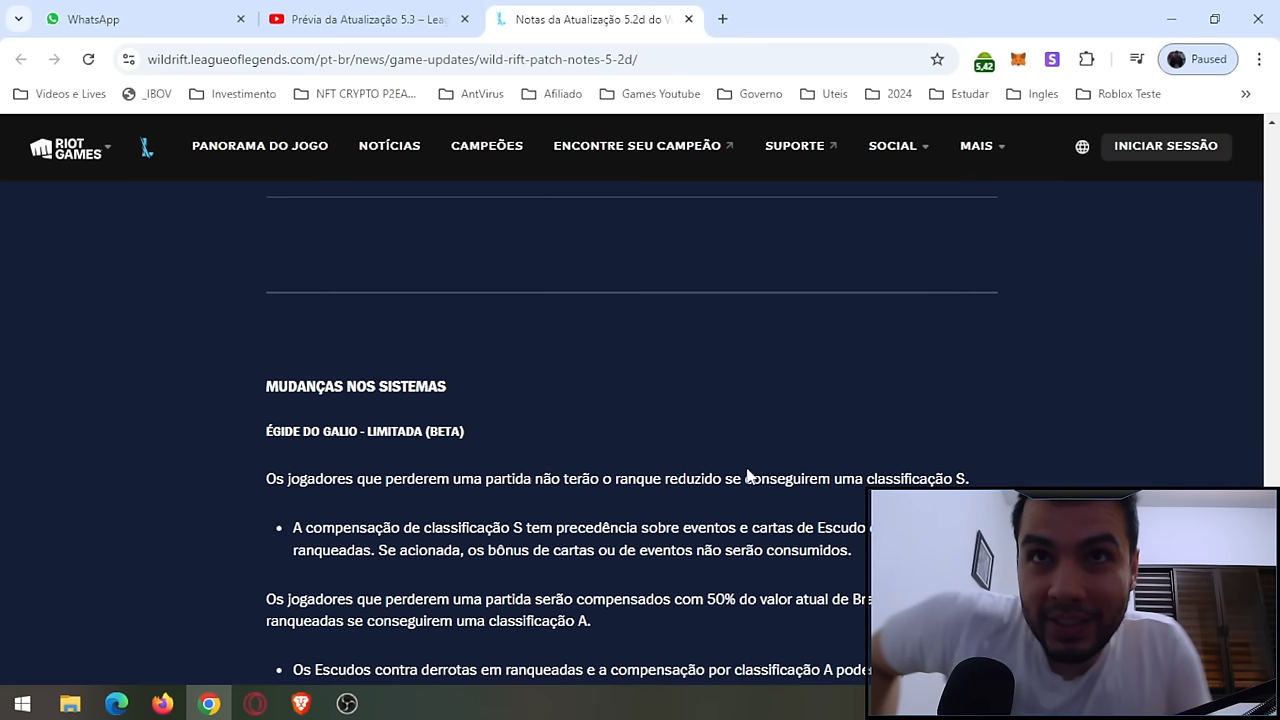 WhatsApp
Prévia da Atualização 5.3 – Lea
Notas da Atualização 5.2d do W
wildrift.leagueoflegends.com/pt-br/news/game-updates/wild-rift-patch-notes-5-2d/
5,42
S
Paused
Videos e Lives
_IBOV
Investimento
NFT CRYPTO P2EA...
AntVirus
Afiliado
Games Youtube
Governo
Uteis
2024
Estudar
Ingles
Roblox Teste
RIOT GAMES
PANORAMA DO JOGO
NOTÍCIAS
CAMPEÕES
ENCONTRE SEU CAMPEÃO
SUPORTE
SOCIAL
MAIS
INICIAR SESSÃO
MUDANÇAS NOS SISTEMAS
ÉGIDE DO GALIO - LIMITADA (BETA)
Os jogadores que perderem uma partida não terão o ranque reduzido se conseguirem uma classificação S.
A compensação de classificação S tem precedência sobre eventos e cartas de Escudo
ranqueadas. Se acionada, os bônus de cartas ou de eventos não serão consumidos.
Os jogadores que perderem uma partida serão compensados com 50% do valor atual de
ranqueadas se conseguirem uma classificação A.
Os Escudos contra derrotas em ranqueadas e a compensação por classificação A